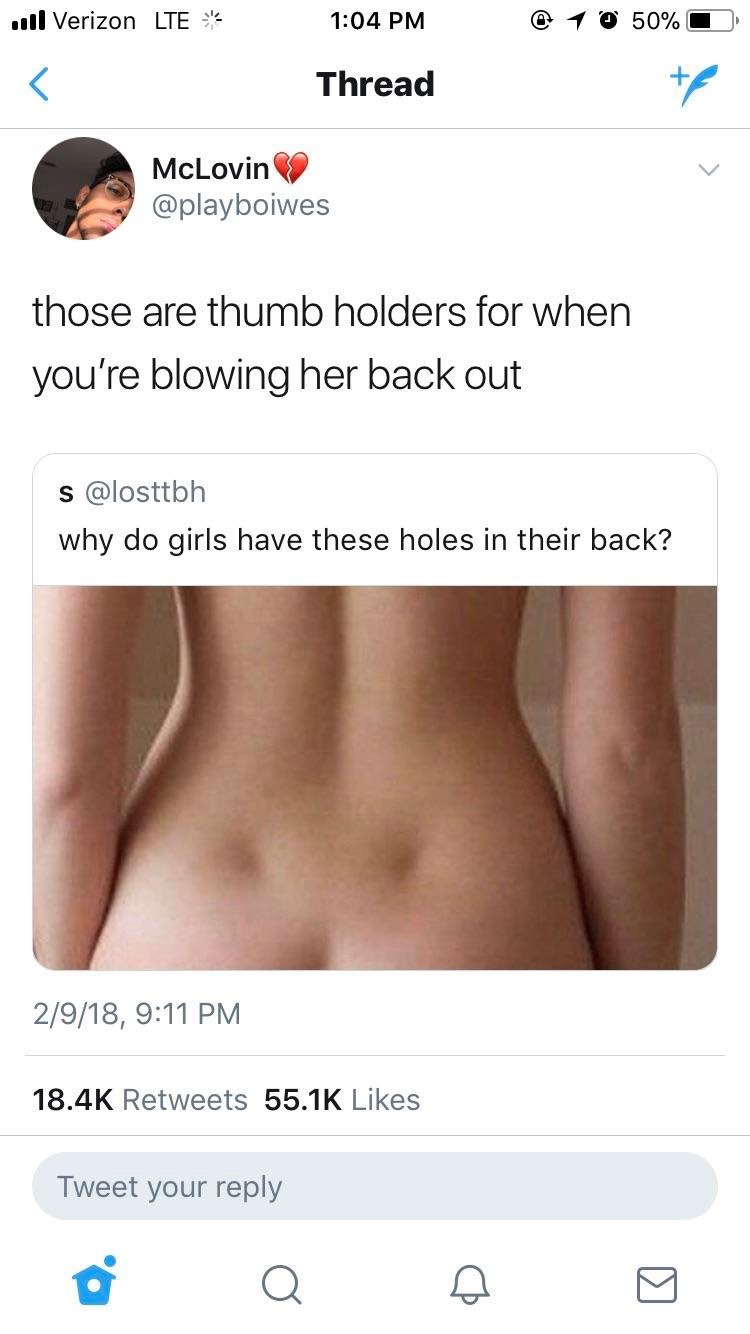 Verizon LTE 1:04 PM 50%
Thread
McLovin💔
@playboiwes
those are thumb holders for when
you're blowing her back out
s @losttbh
why do girls have these holes in their back?
2/9/18, 9:11 PM
18.4K Retweets 55.1K Likes
Tweet your reply